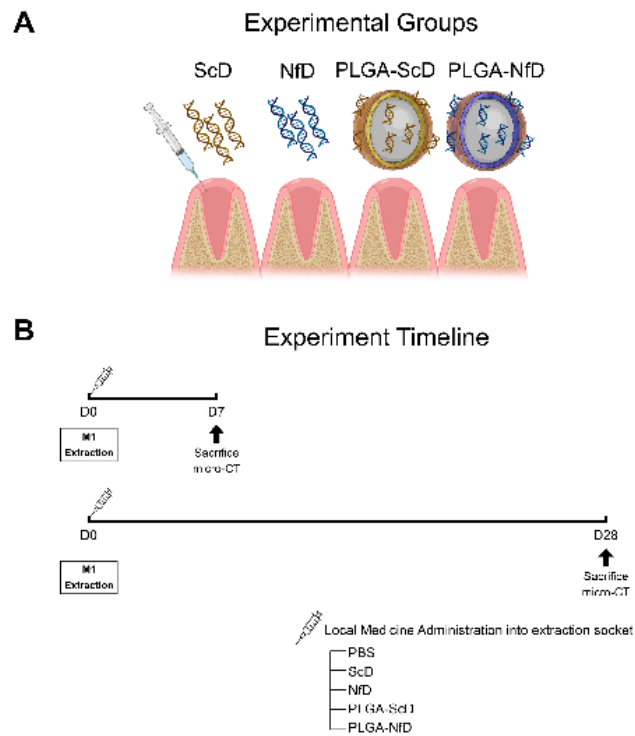 A
Experimental Groups
ScD NfD PLGA-ScD PLGA-NfD
B
Experiment Timeline
D0 D7
M1
Extraction
Sacrifice
micro-CT
D0 D28
M1
Extraction
Sacrifice
micro-CT
Local Medicine Administration into extraction socket
PBS
ScD
NfD
PLGA-ScD
PLGA-NfD